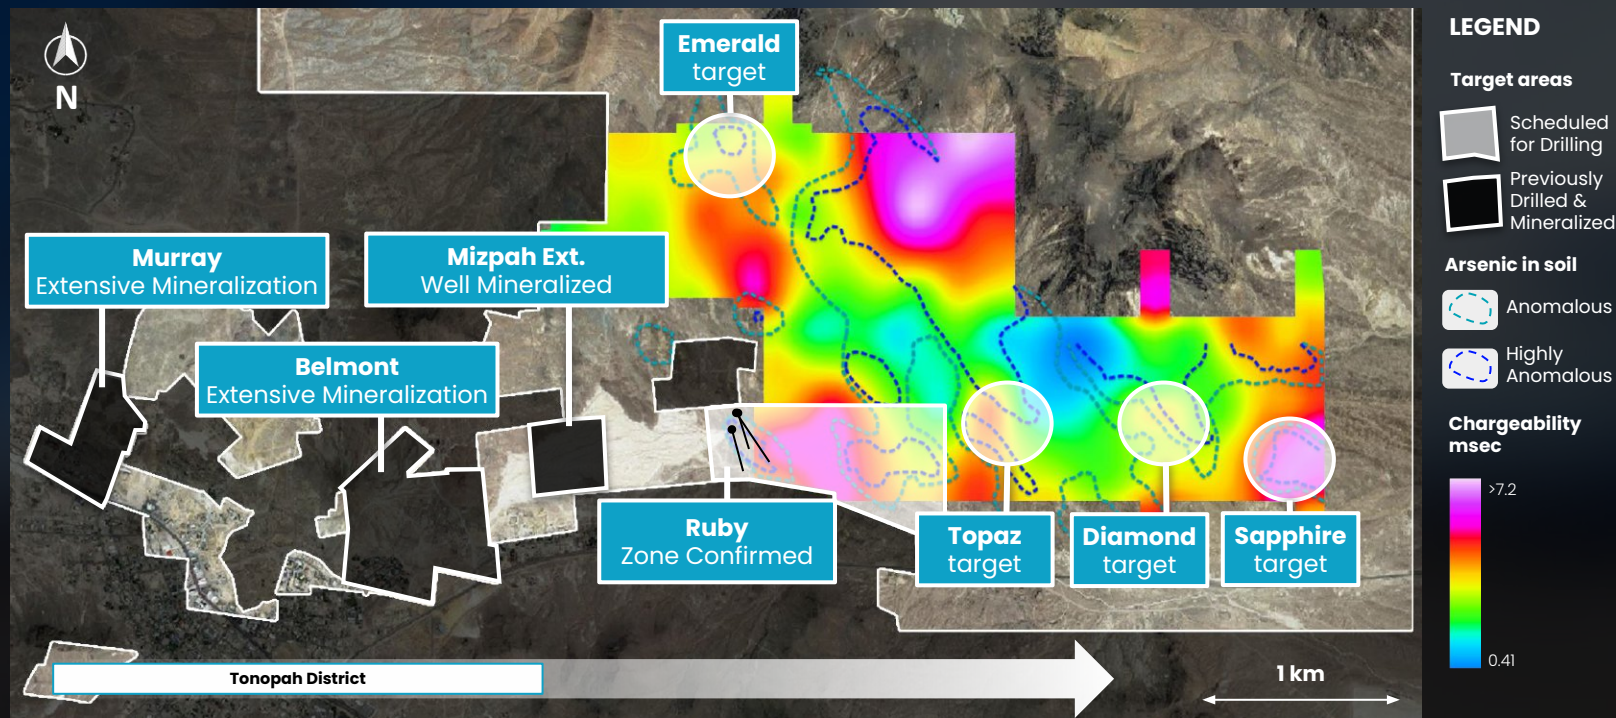 N
Emerald
target
Murray
Extensive Mineralization
Mizpah Ext.
Well Mineralized
Belmont
Extensive Mineralization
Ruby
Zone Confirmed
Topaz
target
Diamond
target
Sapphire
target
Tonopah District
1 km
LEGEND
Target areas
Scheduled
for Drilling
Previously
Drilled &
Mineralized
Arsenic in soil
Anomalous
Highly
Anomalous
Chargeability
msec
>7.2
0.41